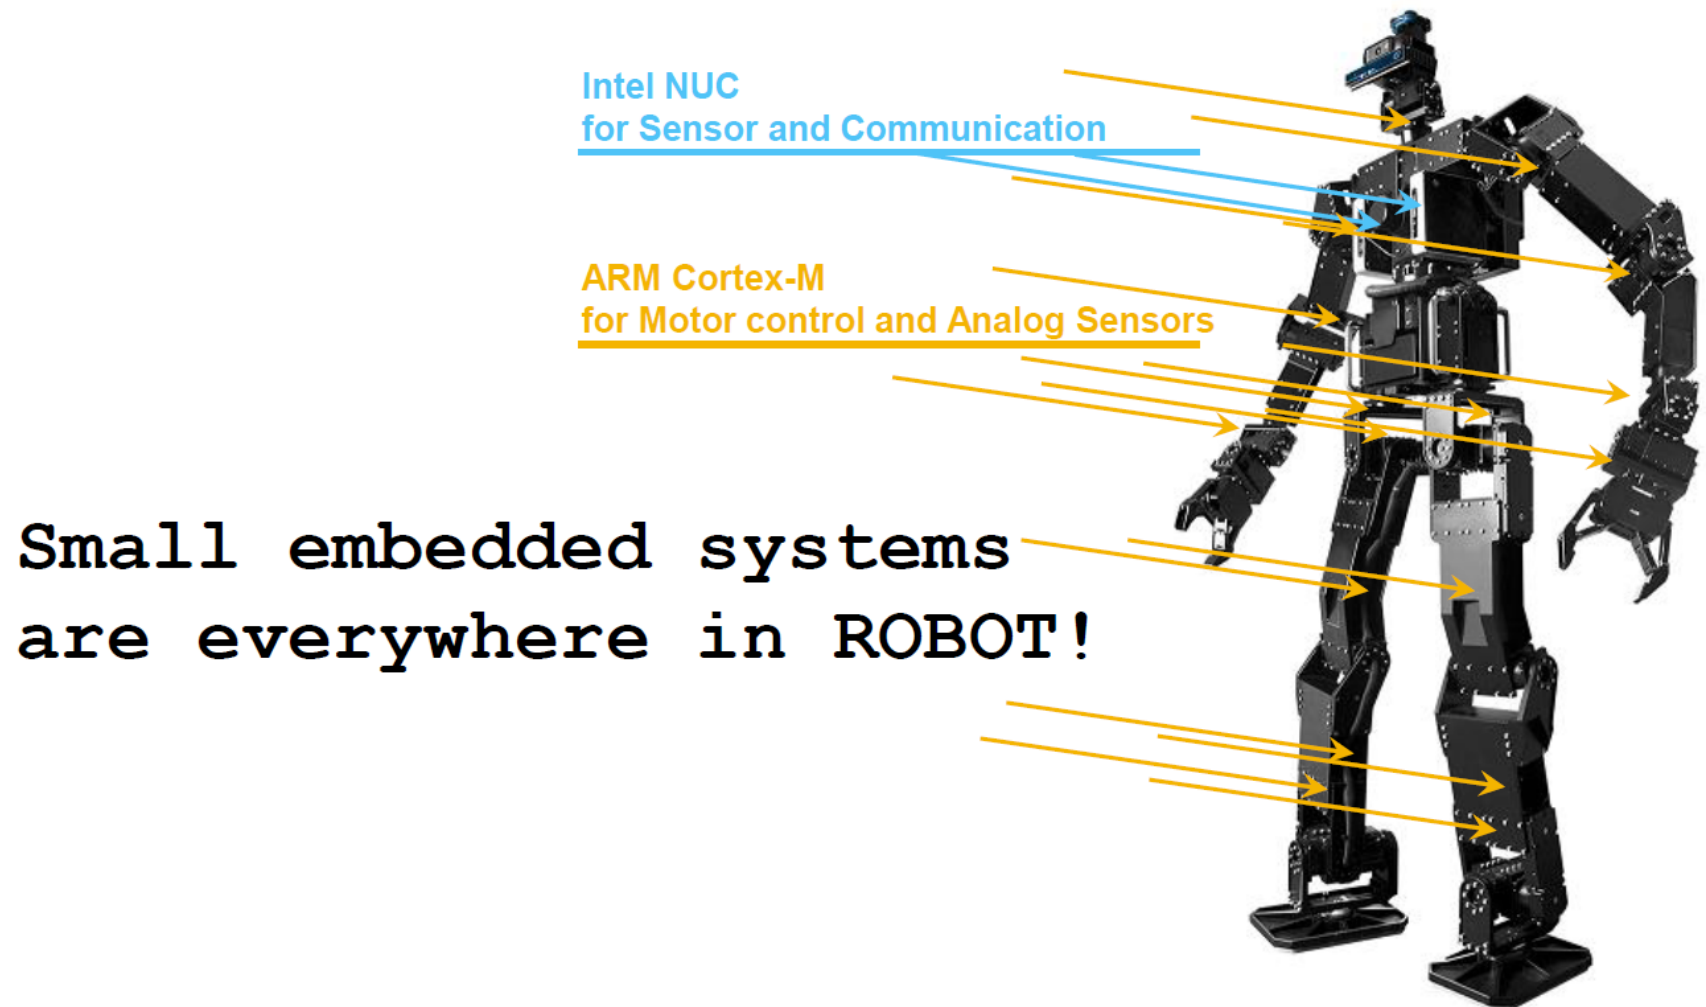 Intel NUC
for Sensor and Communication
ARM Cortex-M
for Motor control and Analog Sensors
Small embedded systems
are everywhere in ROBOT!